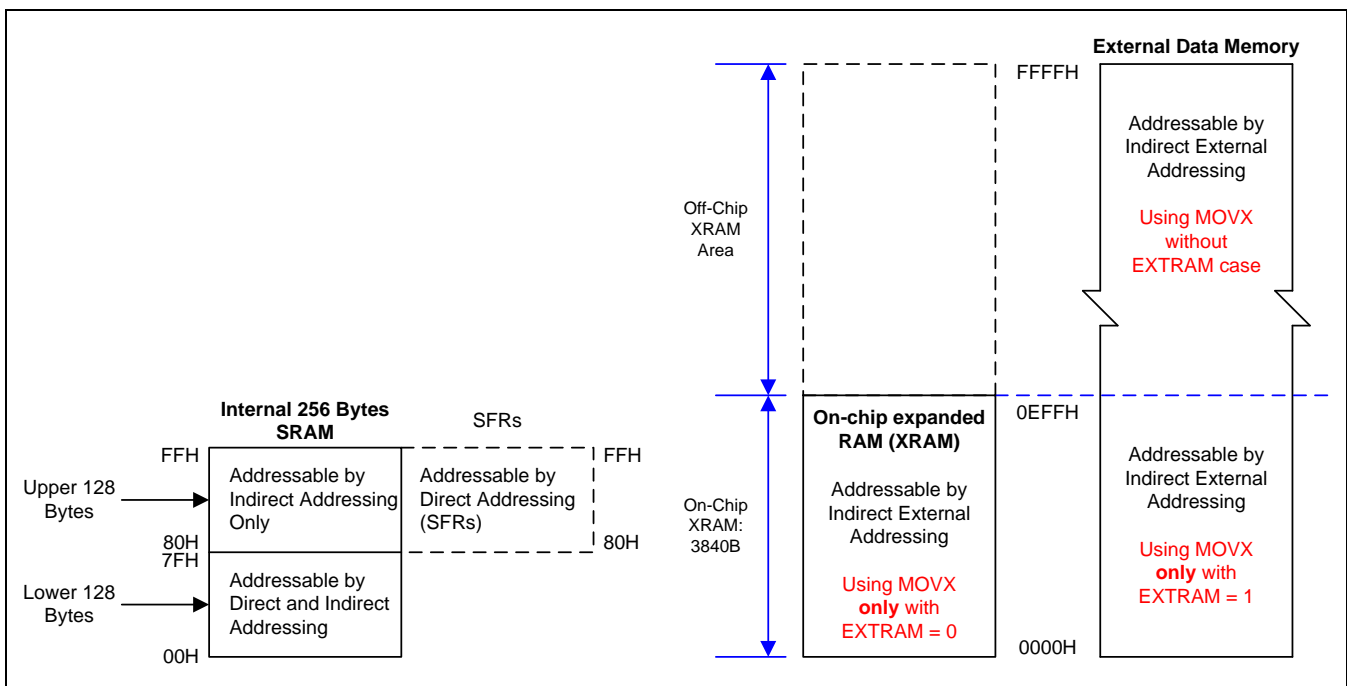 Internal 256 Bytes
SRAM
SFRs
FFH
FFH
Upper 128
Bytes
Addressable by
Indirect Addressing
Only
Addressable by
Direct Addressing
(SFRs)
80H
80H
7FH
Lower 128
Bytes
Addressable by
Direct and Indirect
Addressing
00H
Off-Chip
XRAM
Area
On-Chip
XRAM:
3840B
On-chip expanded
RAM (XRAM)
Addressable by
Indirect External
Addressing
Using MOVX
only with
EXTRAM = 0
External Data Memory
FFFFH
Addressable by
Indirect External
Addressing
Using MOVX
without
EXTRAM case
0EFFH
Addressable by
Indirect External
Addressing
Using MOVX
only with
EXTRAM = 1
0000H